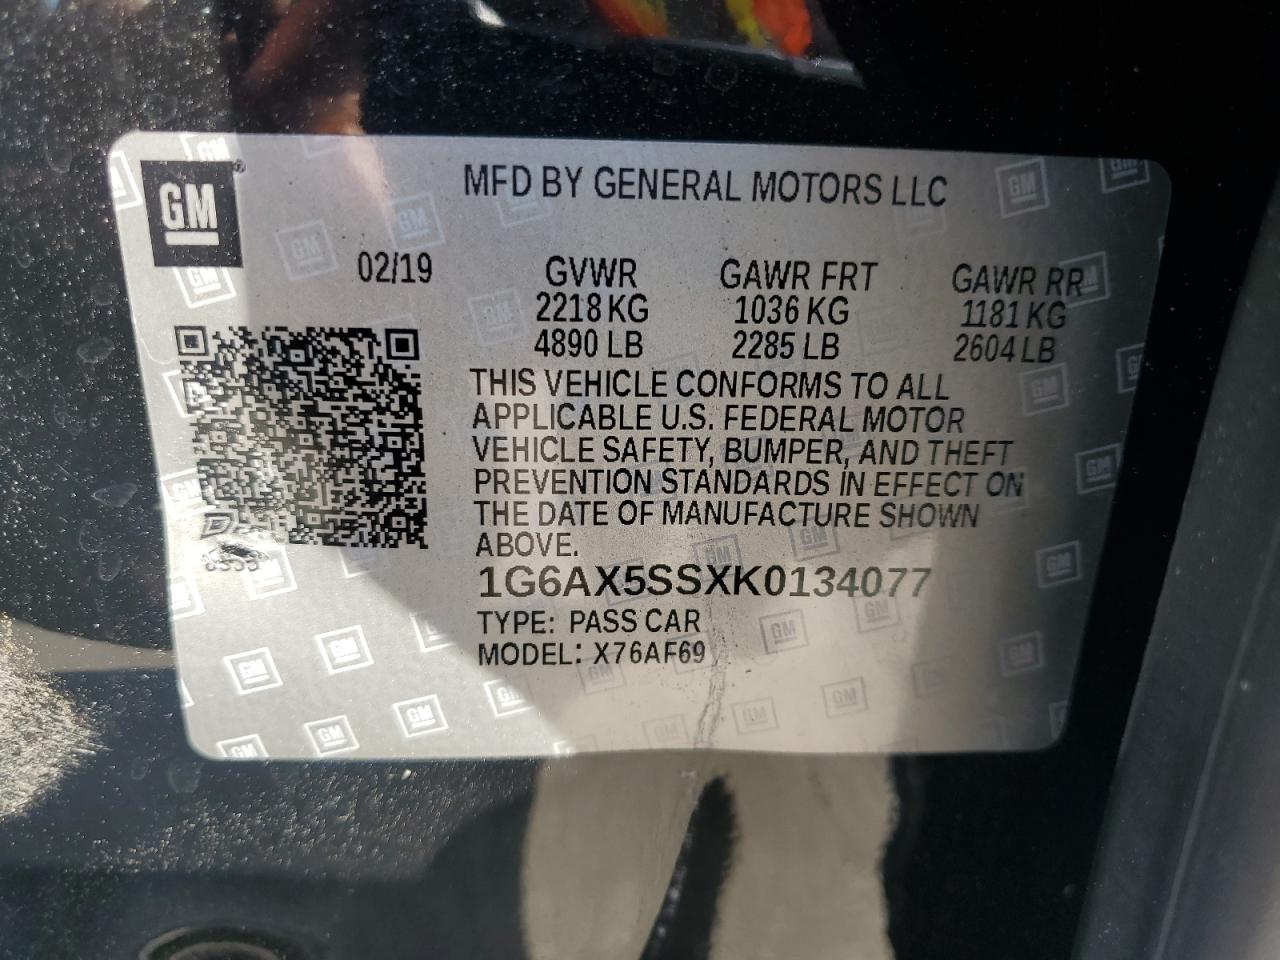 GM
MFD BY GENERAL MOTORS LLC
02/19 GVWR GAWR FRT GAWR RR
2218 KG 1036 KG 1181 KG
4890 LB 2285 LB 2604 LB
THIS VEHICLE CONFORMS TO ALL
APPLICABLE U.S. FEDERAL MOTOR
VEHICLE SAFETY, BUMPER, AND THEFT
PREVENTION STANDARDS IN EFFECT ON
THE DATE OF MANUFACTURE SHOWN
ABOVE.
1G6AX5SSXK0134077
TYPE: PASS CAR
MODEL: X76AF69